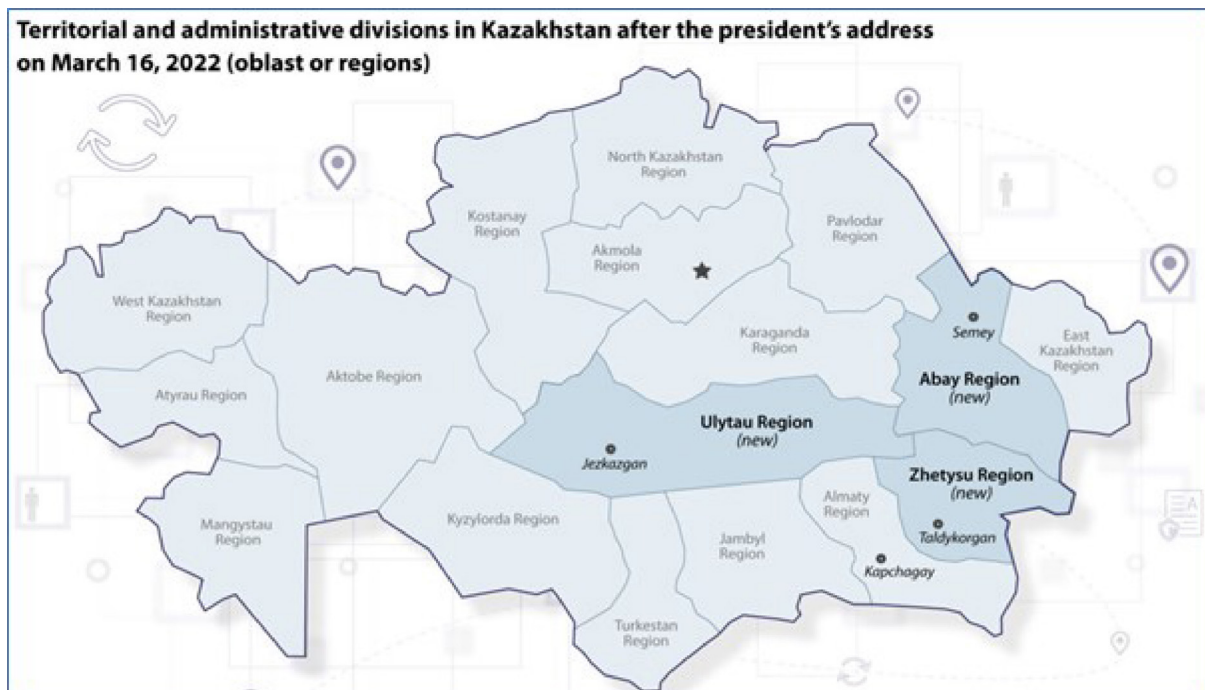 Territorial and administrative divisions in Kazakhstan after the president's address
on March 16, 2022 (oblast or regions)
North Kazakhstan
Region
Kostanay
Region
Pavlodar
Region
Akmola
Region
West Kazakhstan
Region
Semey
Karaganda
Region
East
Kazakhstan
Region
Aktobe Region
Abay Region
(new)
Atyrau Region
Ulytau Region
(new)
Jezkazgan
Zhetysu Region
(new)
Almaty
Region
Kyzylorda Region
Mangystau
Region
Jambyl
Region
Taldykorgan
Kapchagay
Turkestan
Region
A